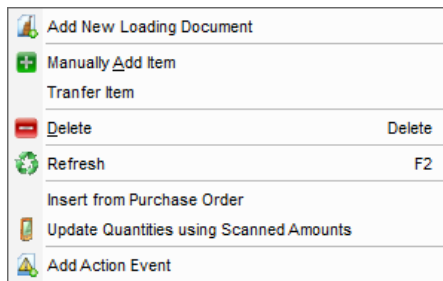 Add New Loading Document
Manually Add Item
Tranfer Item
Delete Delete
Refresh F2
Insert from Purchase Order
Update Quantities using Scanned Amounts
Add Action Event